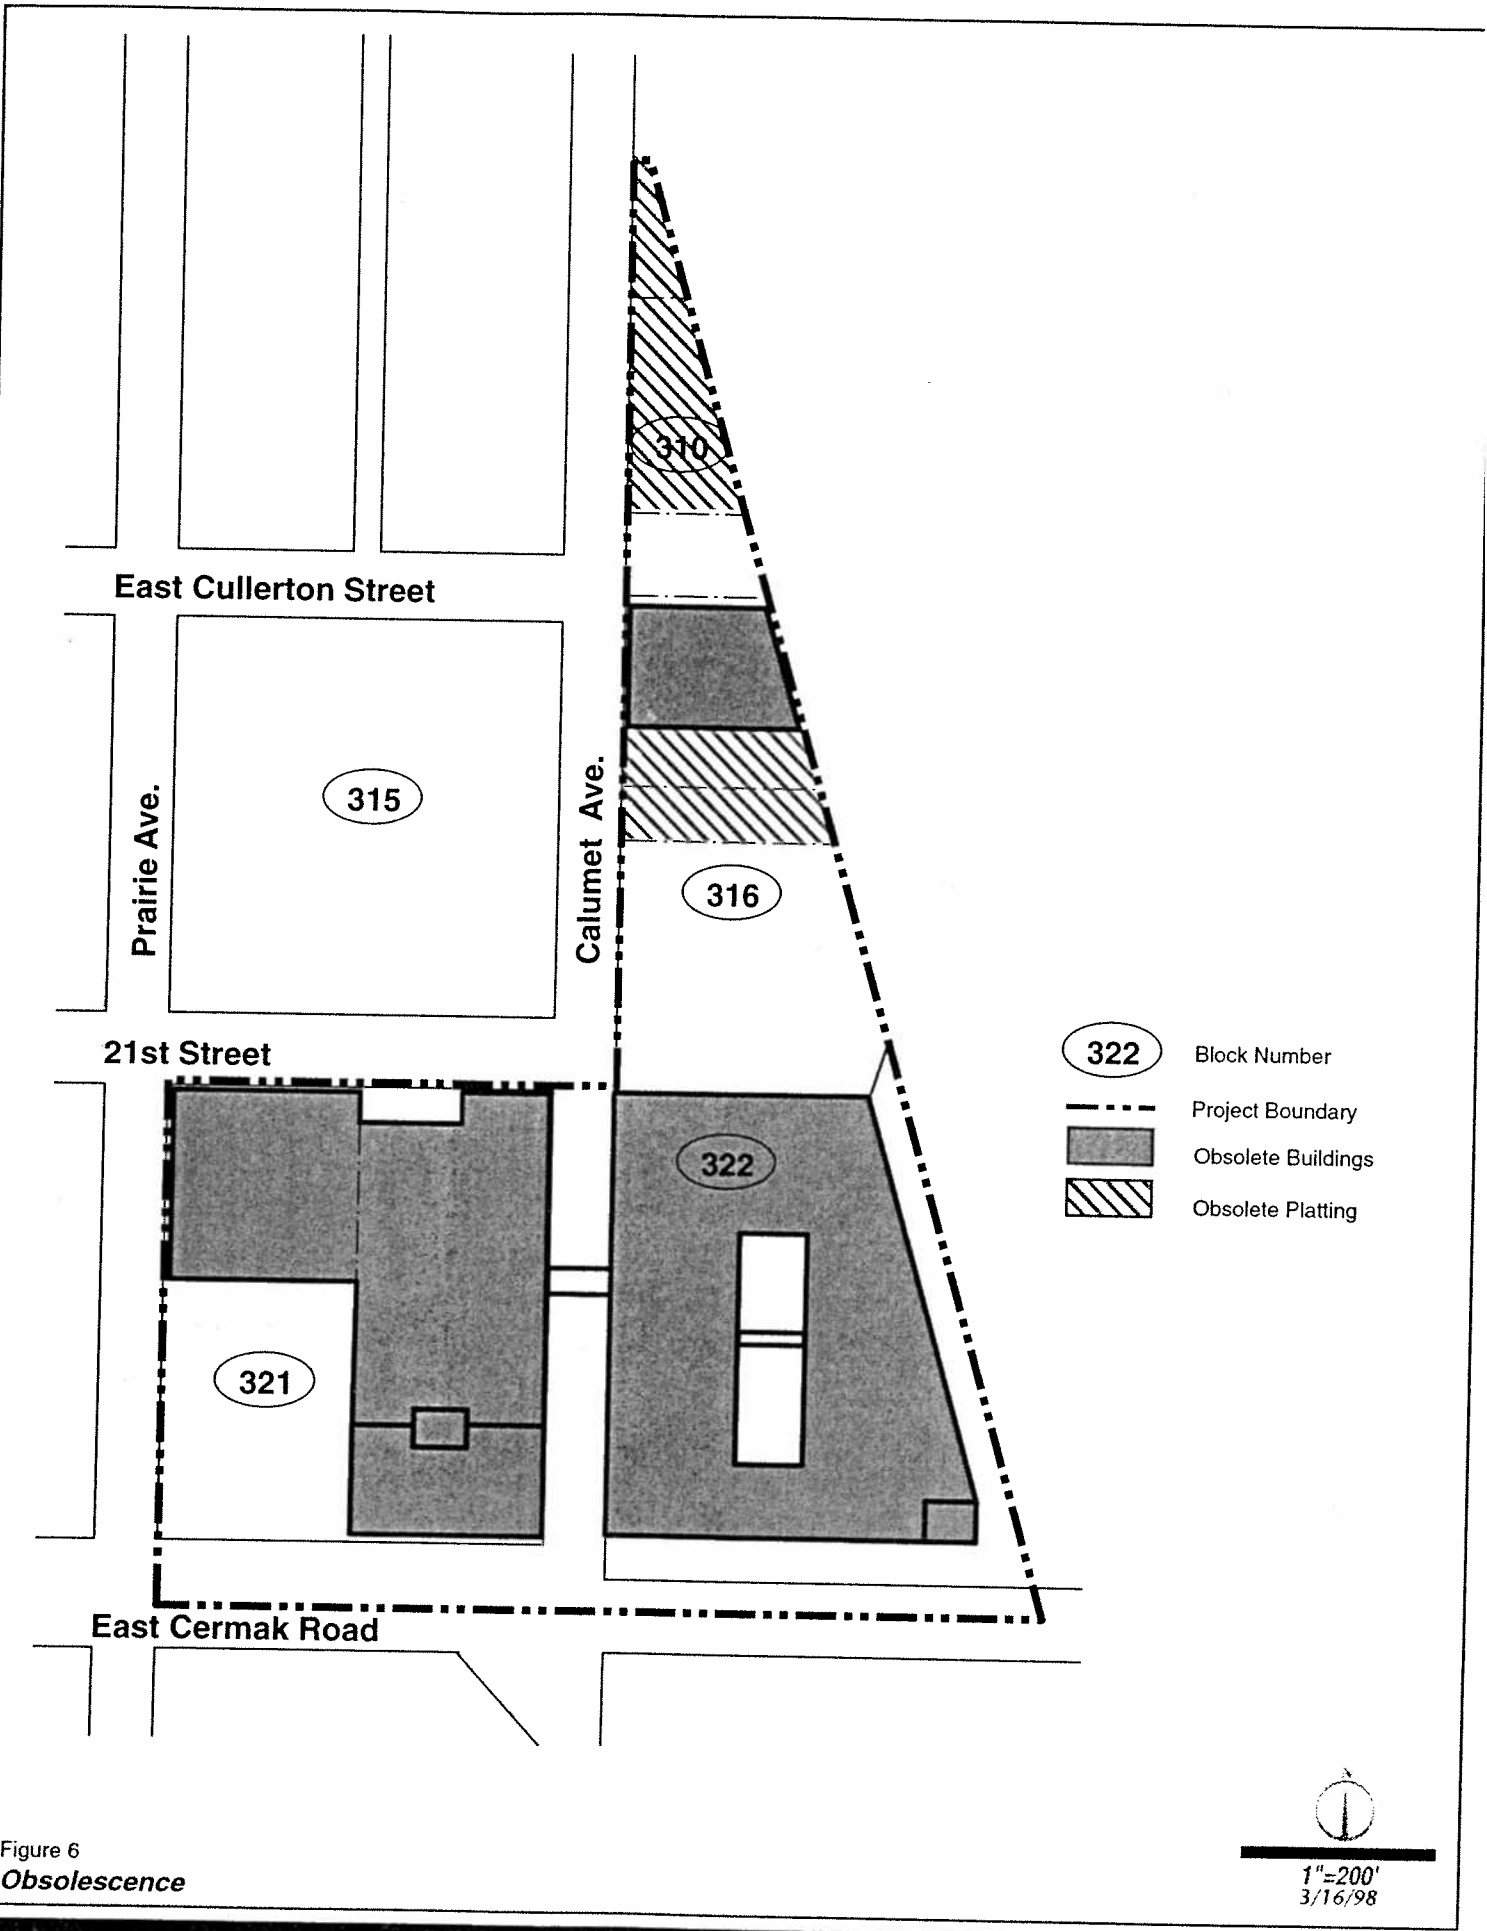 310
East Cullerton Street
315
Prairie Ave.
Calumet Ave.
316
21st Street
322
Block Number
Project Boundary
322
Obsolete Buildings
Obsolete Platting
321
East Cermak Road
N
1"=200'
3/16/98
Figure 6
Obsolescence